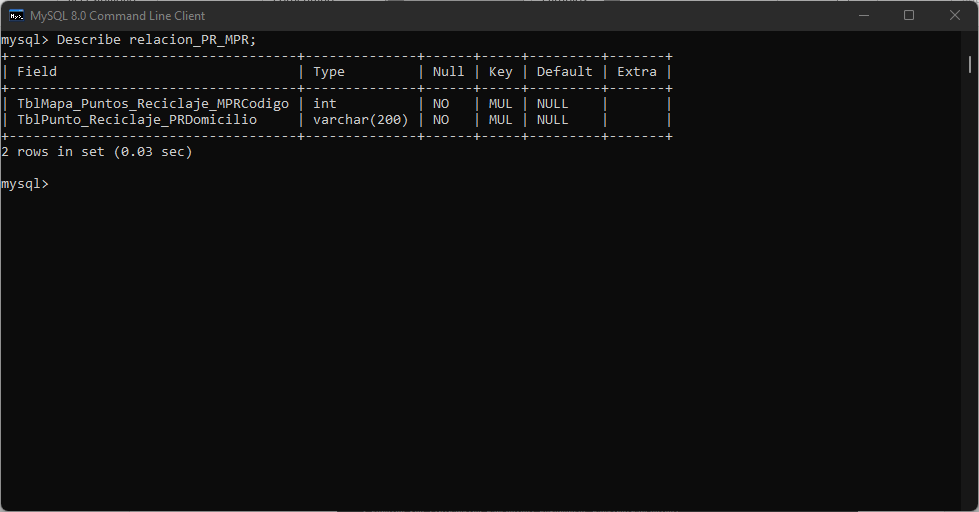 MySQL 8.0 Command Line Client
mysql> Describe relacion_PR_MPR;
+------------------------------------+--------------+------+-----+---------+-------+
| Field                              | Type         | Null | Key | Default | Extra |
+------------------------------------+--------------+------+-----+---------+-------+
| TblMapa_Puntos_Reciclaje_MPRCodigo | int          | NO   | MUL | NULL    |       |
| TblPunto_Reciclaje_PRDomicilio     | varchar(200) | NO   | MUL | NULL    |       |
+------------------------------------+--------------+------+-----+---------+-------+
2 rows in set (0.03 sec)
mysql>